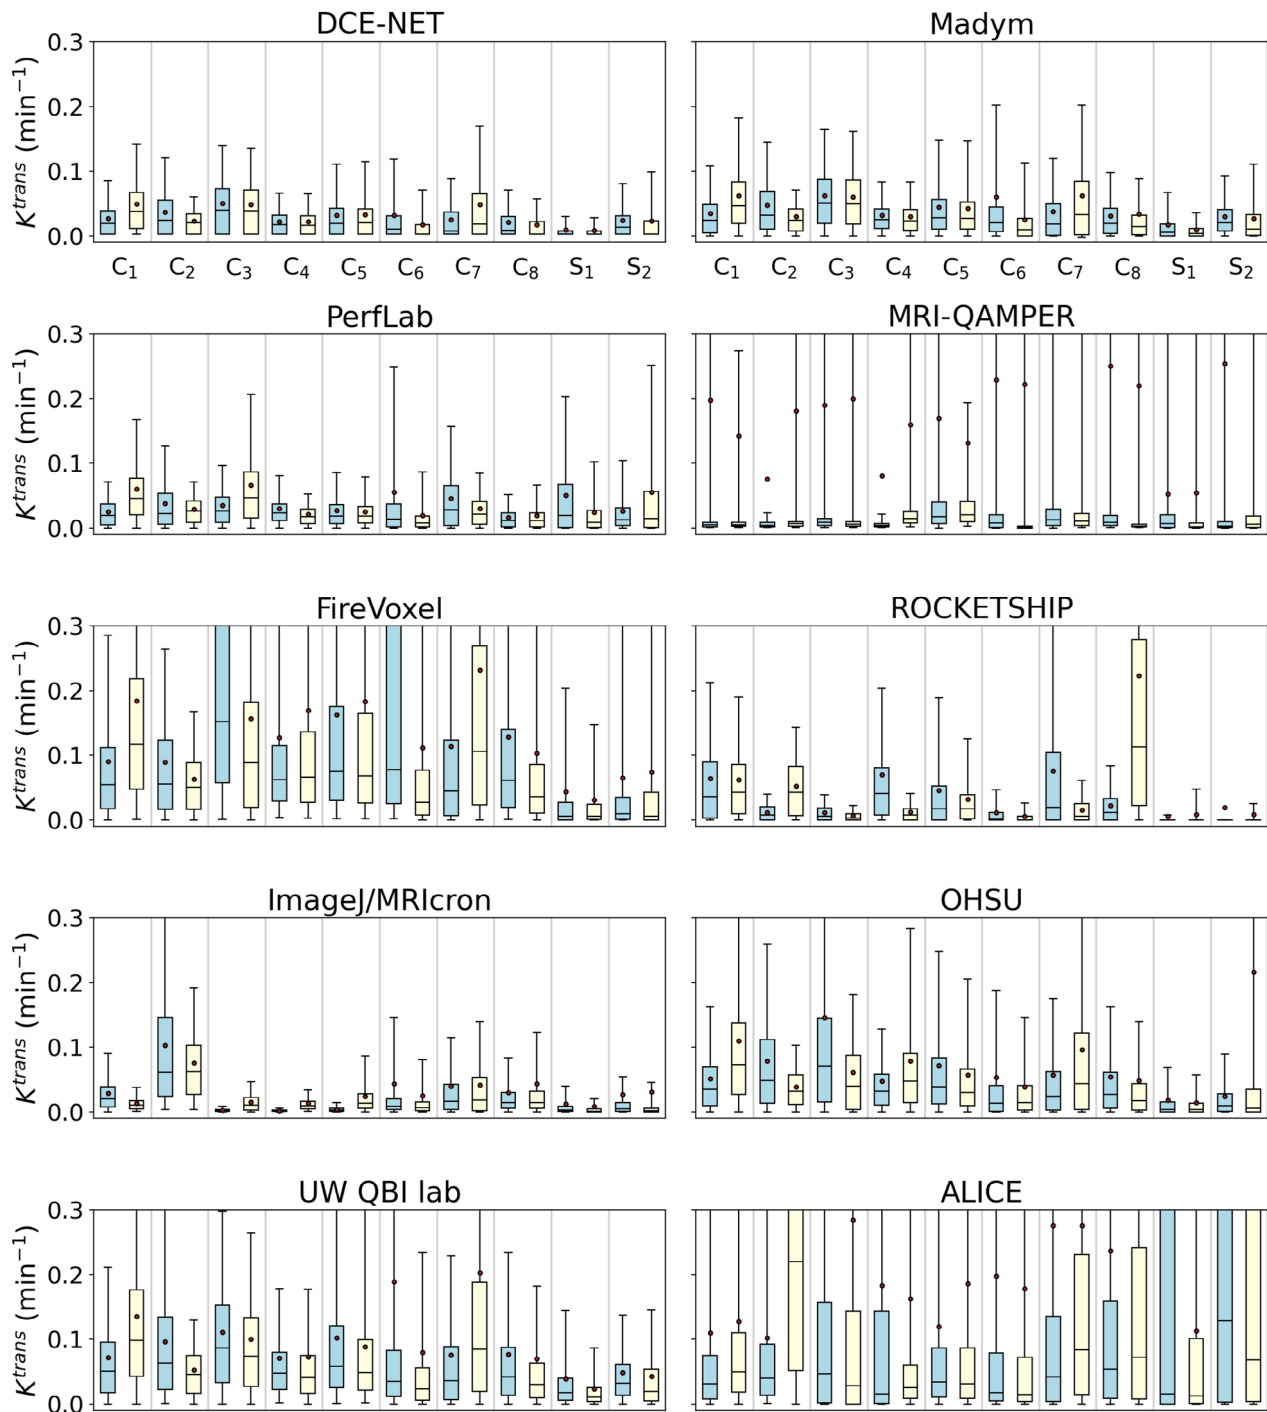 DCE-NET Madym
K^trans (min⁻¹) 0.3 0.3
0.2
0.1
0.0
C₁ C₂ C₃ C₄ C₅ C₆ C₇ C₈ S₁ S₂ C₁ C₂ C₃ C₄ C₅ C₆ C₇ C₈ S₁ S₂
PerfLab MRI-QAMPER
K^trans (min⁻¹)
0.3
0.2
0.1
0.0
FireVoxel ROCKETSHIP
K^trans (min⁻¹)
0.3
0.2
0.1
0.0
ImageJ/MRIcron OHSU
K^trans (min⁻¹)
0.3
0.2
0.1
0.0
UW QBI lab ALICE
K^trans (min⁻¹)
0.3
0.2
0.1
0.0